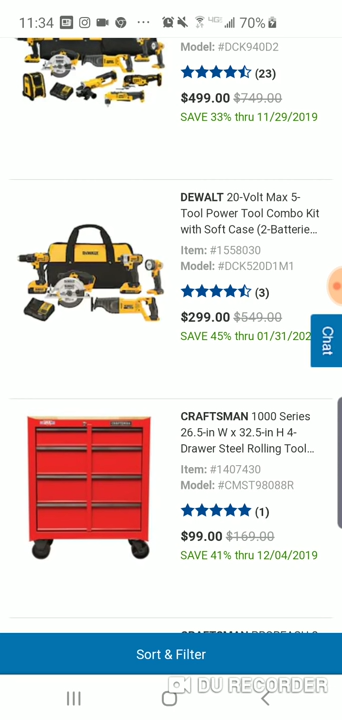 11:34
70%
Model: #DCK940D2
(23)
$499.00 $749.00
SAVE 33% thru 11/29/2019
DEWALT 20-Volt Max 5-
Tool Power Tool Combo Kit
with Soft Case (2-Batterie...
Item: #1558030
Model: #DCK520D1M1
(3)
$299.00 $549.00
SAVE 45% thru 01/31/202
Chat
CRAFTSMAN 1000 Series
26.5-in W x 32.5-in H 4-
Drawer Steel Rolling Tool...
Item: #1407430
Model: #CMST98088R
(1)
$99.00 $169.00
SAVE 41% thru 12/04/2019
Sort & Filter
DU RECORDER